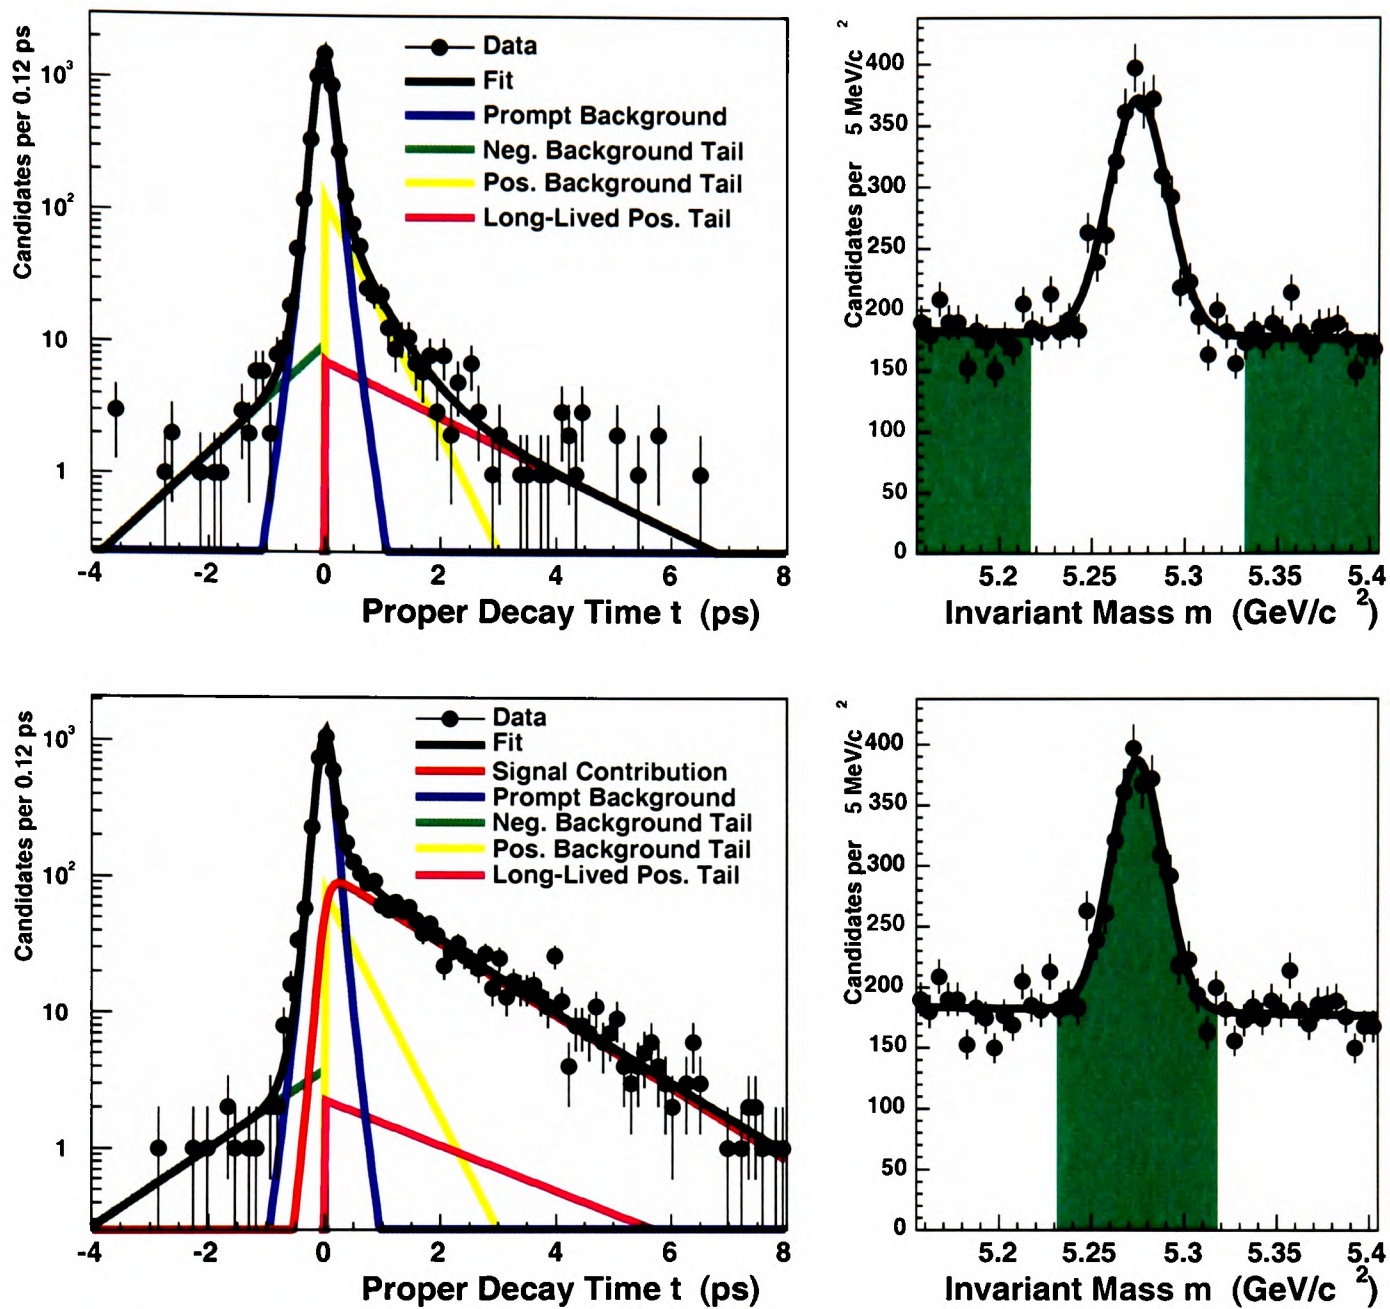 Candidates per 0.12 ps
10³
10²
10
1
Data
Fit
Prompt Background
Neg. Background Tail
Pos. Background Tail
Long-Lived Pos. Tail
-4 -2 0 2 4 6 8
Proper Decay Time t (ps)
Candidates per 5 MeV/c²
400
350
300
250
200
150
100
50
0
5.2 5.25 5.3 5.35 5.4
Invariant Mass m (GeV/c²)
Candidates per 0.12 ps
10³
10²
10
1
Data
Fit
Signal Contribution
Prompt Background
Neg. Background Tail
Pos. Background Tail
Long-Lived Pos. Tail
-4 -2 0 2 4 6 8
Proper Decay Time t (ps)
Candidates per 5 MeV/c²
400
350
300
250
200
150
100
50
0
5.2 5.25 5.3 5.35 5.4
Invariant Mass m (GeV/c²)